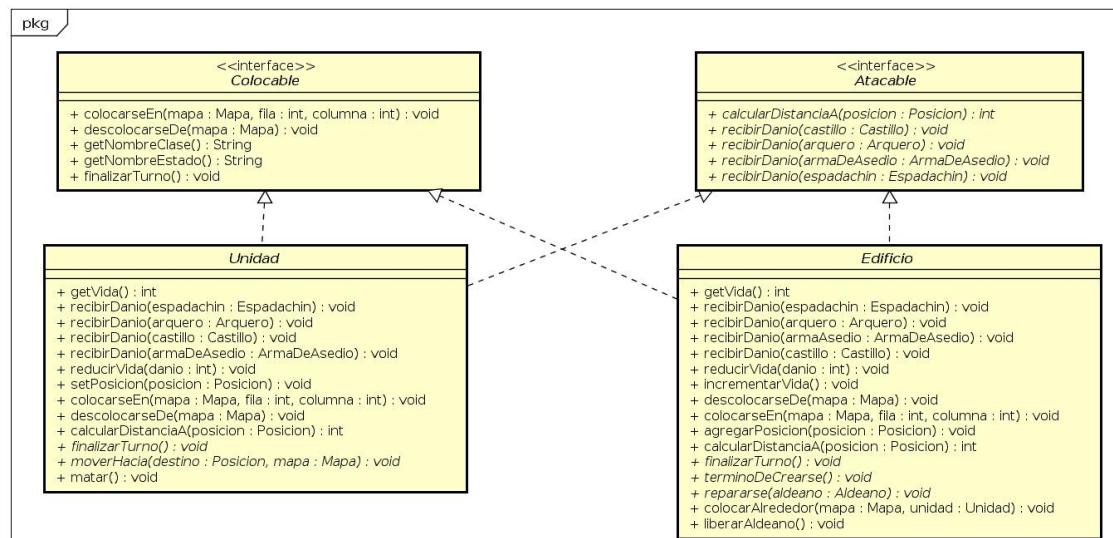 pkg
<<interface>>
Colocable
+ colocarseEn(mapa : Mapa, fila : int, columna : int) : void
+ descolocarseDe(mapa : Mapa) : void
+ getNombreClase() : String
+ getNombreEstado() : String
+ finalizarTurno() : void
<<interface>>
Atacable
+ calcularDistanciaA(posicion : Posicion) : int
+ recibirDanio(castillo : Castillo) : void
+ recibirDanio(arquero : Arquero) : void
+ recibirDanio(armaDeAsedio : ArmaDeAsedio) : void
+ recibirDanio(espadachin : Espadachin) : void
Unidad
+ getVida() : int
+ recibirDanio(espadachin : Espadachin) : void
+ recibirDanio(arquero : Arquero) : void
+ recibirDanio(castillo : Castillo) : void
+ recibirDanio(armaDeAsedio : ArmaDeAsedio) : void
+ reducirVida(danio : int) : void
+ setPosicion(posicion : Posicion) : void
+ colocarseEn(mapa : Mapa, fila : int, columna : int) : void
+ descolocarseDe(mapa : Mapa) : void
+ calcularDistanciaA(posicion : Posicion) : int
+ finalizarTurno() : void
+ moverHacia(destino : Posicion, mapa : Mapa) : void
+ matar() : void
Edificio
+ getVida() : int
+ recibirDanio(espadachin : Espadachin) : void
+ recibirDanio(arquero : Arquero) : void
+ recibirDanio(armaAsedio : ArmaDeAsedio) : void
+ recibirDanio(castillo : Castillo) : void
+ reducirVida(danio : int) : void
+ incrementarVida() : void
+ descolocarseDe(mapa : Mapa) : void
+ colocarseEn(mapa : Mapa, fila : int, columna : int) : void
+ agregarPosicion(posicion : Posicion) : void
+ calcularDistanciaA(posicion : Posicion) : int
+ finalizarTurno() : void
+ terminoDeCrearse() : void
+ repararse(aldeano : Aldeano) : void
+ colocarAlrededor(mapa : Mapa, unidad : Unidad) : void
+ liberarAldeano() : void